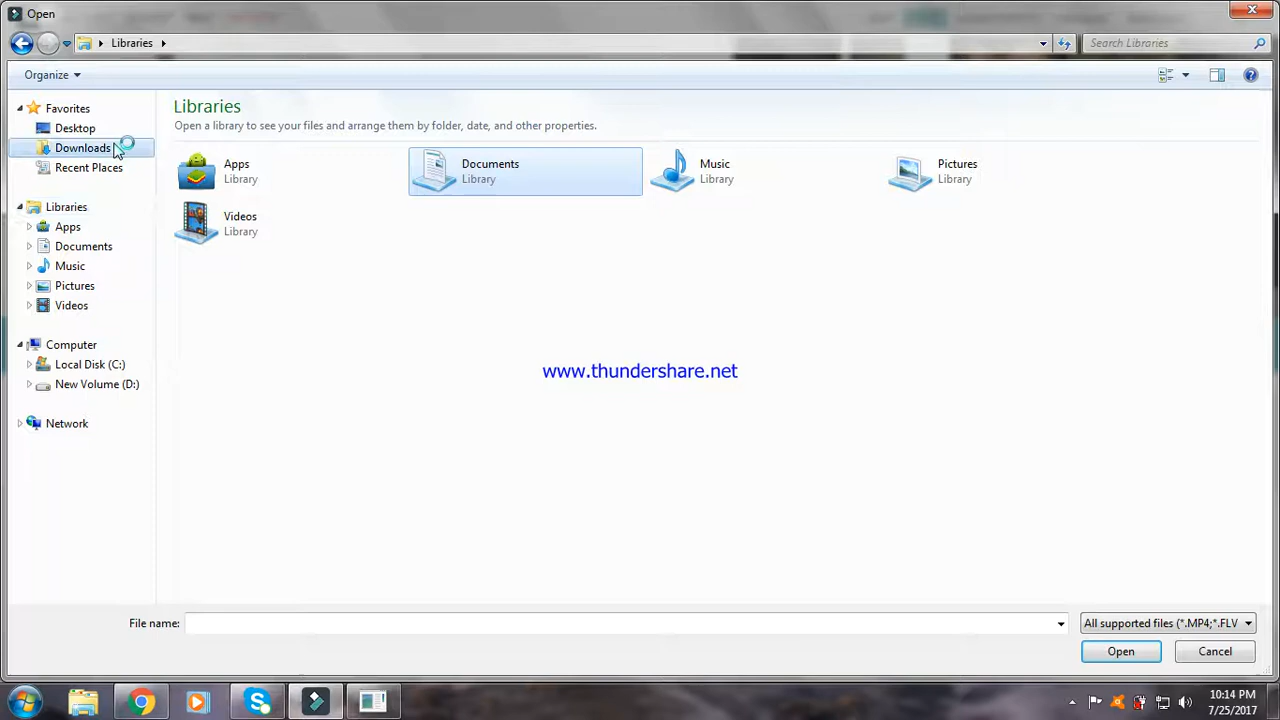 Open
Libraries
Search Libraries
Organize
Favorites
Desktop
Downloads
Recent Places
Libraries
Apps
Documents
Music
Pictures
Videos
Computer
Local Disk (C:)
New Volume (D:)
Network
Libraries
Open a library to see your files and arrange them by folder, date, and other properties.
Apps
Library
Documents
Library
Music
Library
Pictures
Library
Videos
Library
www.thundershare.net
File name:
All supported files (*.MP4;*.FLV
Open
Cancel
10:14 PM
7/25/2017